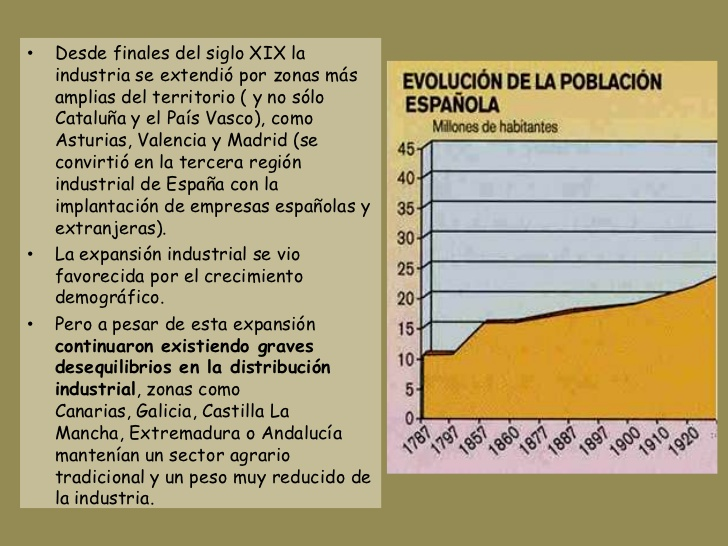 • Desde finales del siglo XIX la
industria se extendió por zonas más
amplias del territorio ( y no sólo
Cataluña y el País Vasco), como
Asturias, Valencia y Madrid (se
convirtió en la tercera región
industrial de España con la
implantación de empresas españolas y
extranjeras).
• La expansión industrial se vio
favorecida por el crecimiento
demográfico.
• Pero a pesar de esta expansión
continuaron existiendo graves
desequilibrios en la distribución
industrial, zonas como
Canarias, Galicia, Castilla La
Mancha, Extremadura o Andalucía
mantenían un sector agrario
tradicional y un peso muy reducido de
la industria.
EVOLUCIÓN DE LA POBLACIÓN
ESPAÑOLA
Millones de habitantes
45
40
35
30
25
20
15
10
5
0
1787 1797 1857 1860 1877 1887 1897 1900 1910 1920